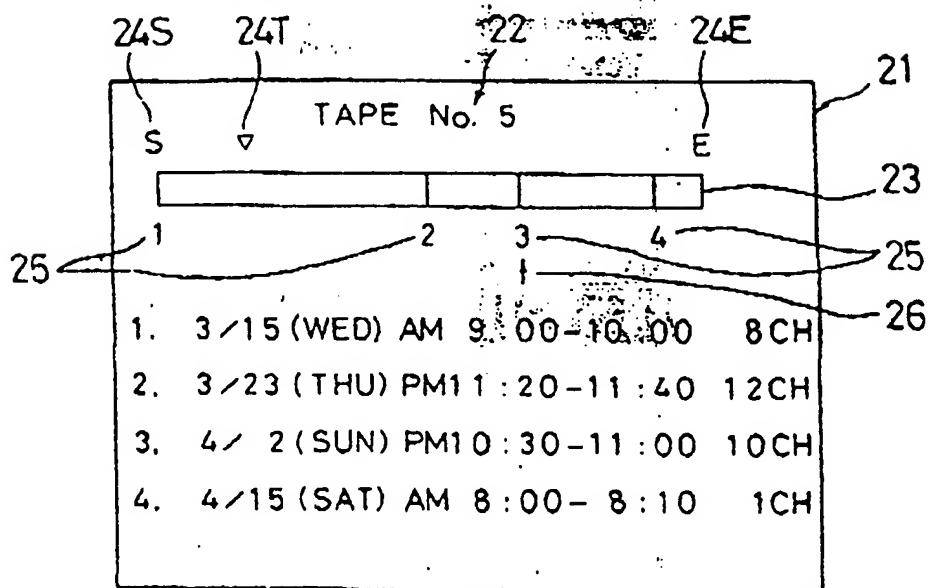 24S 24T 22 24E
21
TAPE No. 5
S ▽ E
23
1 2 3 4
25 25
26
1. 3/15 (WED) AM 9:00-10:00 8CH
2. 3/23 (THU) PM11:20-11:40 12CH
3. 4/ 2 (SUN) PM10:30-11:00 10CH
4. 4/15 (SAT) AM 8:00- 8:10 1CH